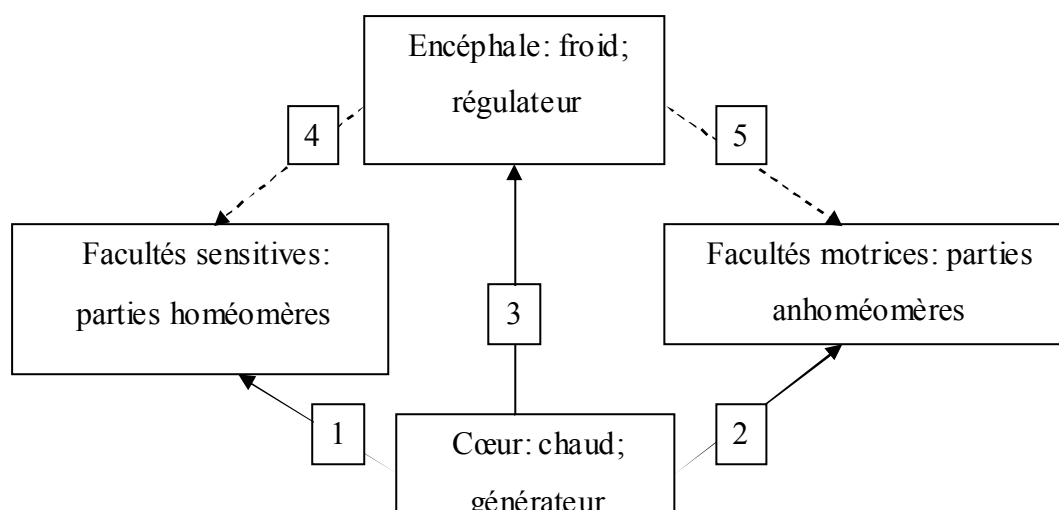 Encéphale: froid;
régulateur
4
5
Facultés sensitives:
parties homéomères
Facultés motrices: parties
anhoméomères
3
1
2
Cœur: chaud;
générateur